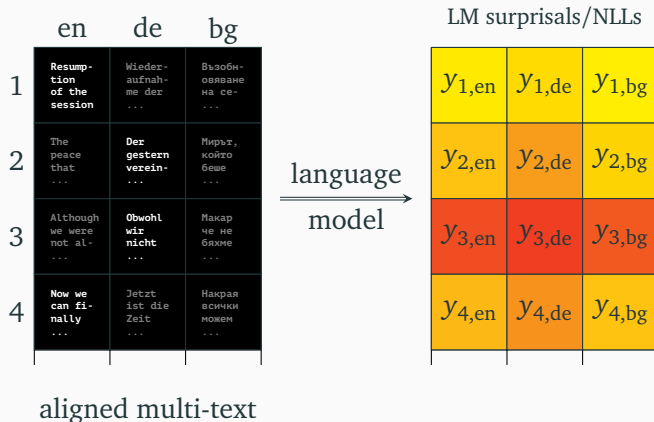 LM surprisals/NLLs
en de bg
1
Resump-
tion
of the
session
Wieder-
aufnah-
me der
...
Възобн-
овяване
на се-
...
y1,en y1,de y1,bg
2
The
peace
that
...
Der
gestern
verein-
...
Мирът,
който
беше
...
y2,en y2,de y2,bg
language
model
3
Although
we were
not al-
...
Obwohl
wir
nicht
...
Макар
че не
бяхме
...
y3,en y3,de y3,bg
4
Now we
can fi-
nally
...
Jetzt
ist die
Zeit
...
Накрая
всички
можем
...
y4,en y4,de y4,bg
aligned multi-text